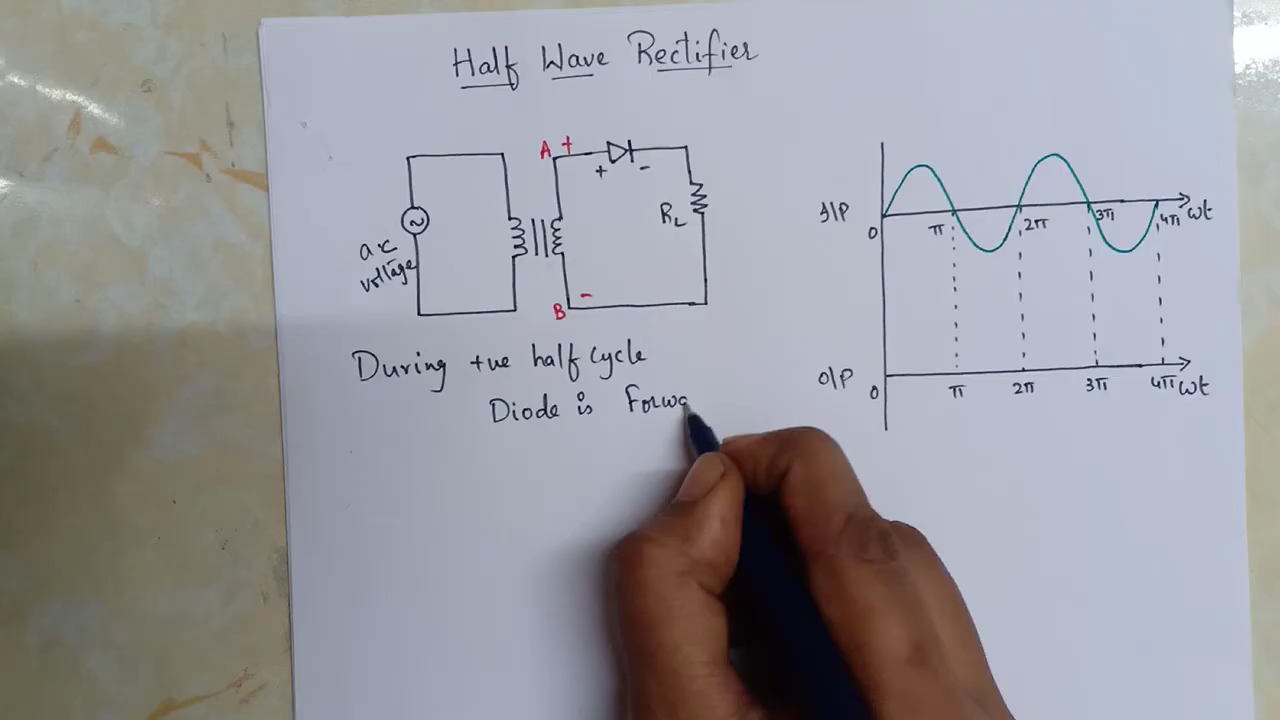 Half Wave Rectifier
A +
+ -
RL
a.c
voltage
B -
I/P
0
π 2π 3π 4π ωt
During +ve half cycle
Diode is Forwa
O/P
0
π 2π 3π 4π ωt